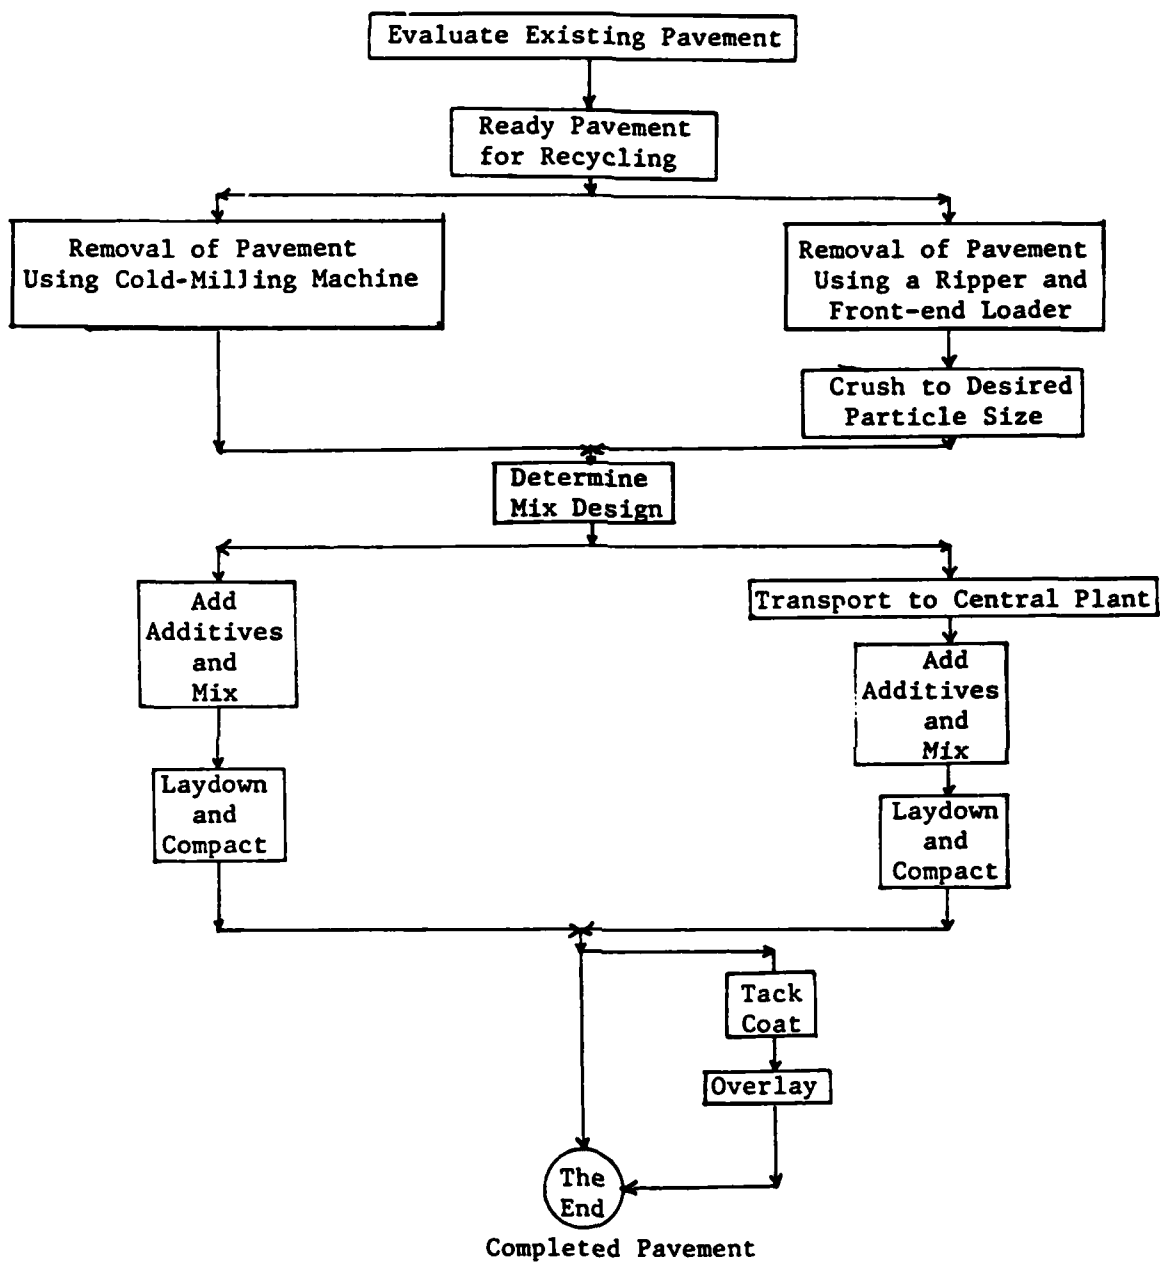 Evaluate Existing Pavement
Ready Pavement
for Recycling
Removal of Pavement
Using Cold-Milling Machine
Removal of Pavement
Using a Ripper and
Front-end Loader
Crush to Desired
Particle Size
Determine
Mix Design
Add
Additives
and
Mix
Laydown
and
Compact
Transport to Central Plant
Add
Additives
and
Mix
Laydown
and
Compact
Tack
Coat
Overlay
The
End
Completed Pavement